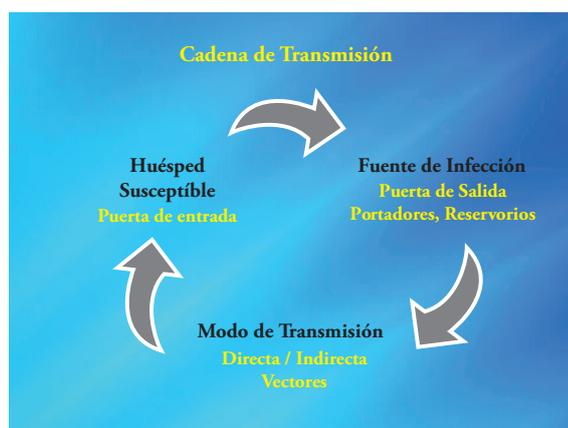 Cadena de Transmisión
Huésped
Susceptíble
Puerta de entrada
Fuente de Infección
Puerta de Salida
Portadores, Reservorios
Modo de Transmisión
Directa / Indirecta
Vectores